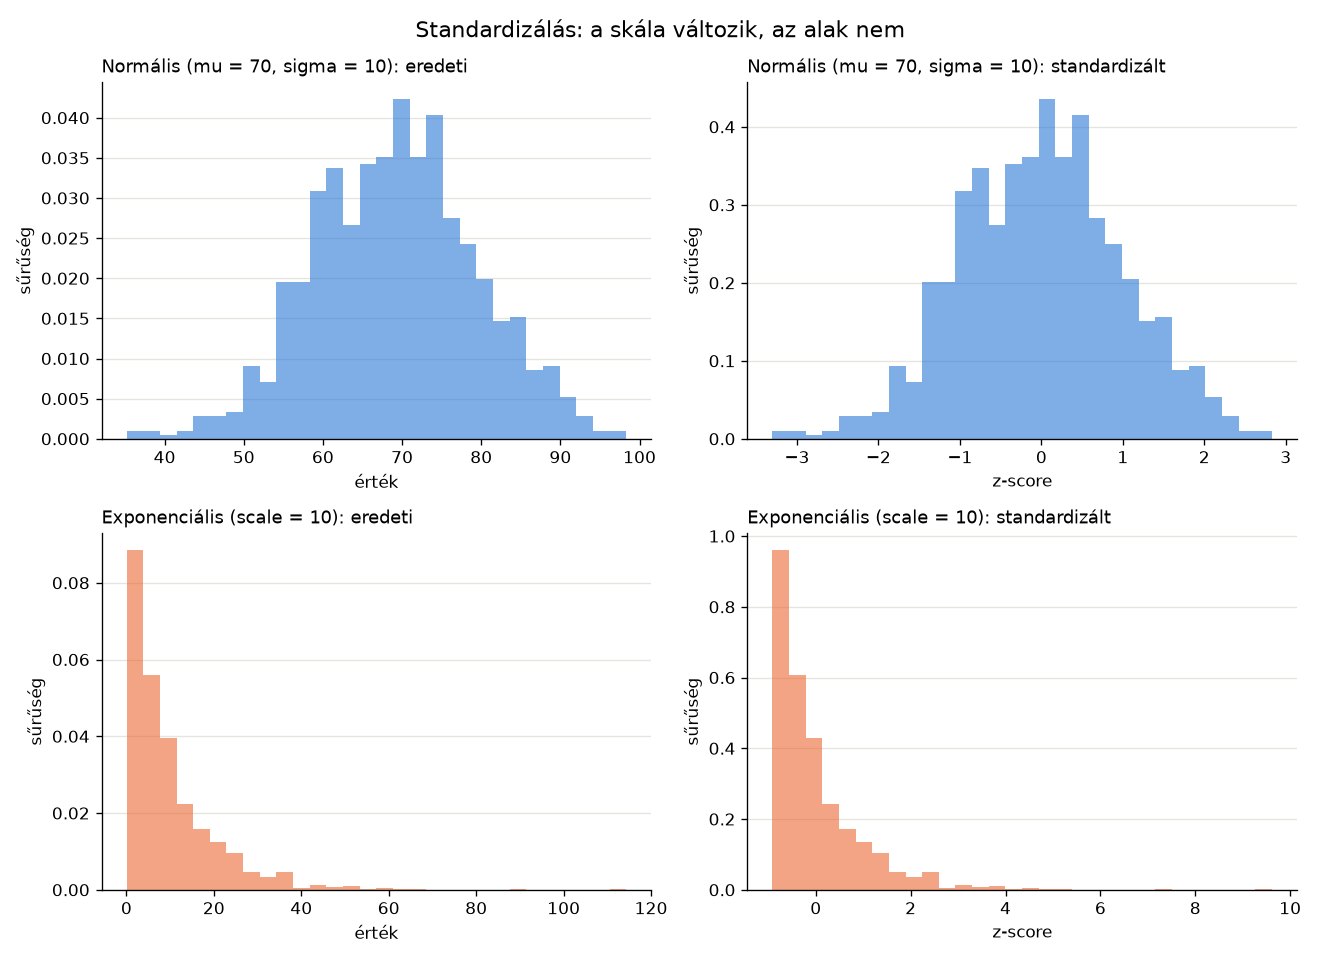 Standardizálás: a skála változik, az alak nem
Normális (mu = 70, sigma = 10): eredeti
0.040
0.035
0.030
0.025
0.020
0.015
0.010
0.005
0.000
sűrűség
40 50 60 70 80 90 100
érték
Normális (mu = 70, sigma = 10): standardizált
0.4
0.3
0.2
0.1
0.0
sűrűség
−3 −2 −1 0 1 2 3
z-score
Exponenciális (scale = 10): eredeti
0.08
0.06
0.04
0.02
0.00
sűrűség
0 20 40 60 80 100 120
érték
Exponenciális (scale = 10): standardizált
1.0
0.8
0.6
0.4
0.2
0.0
sűrűség
0 2 4 6 8 10
z-score